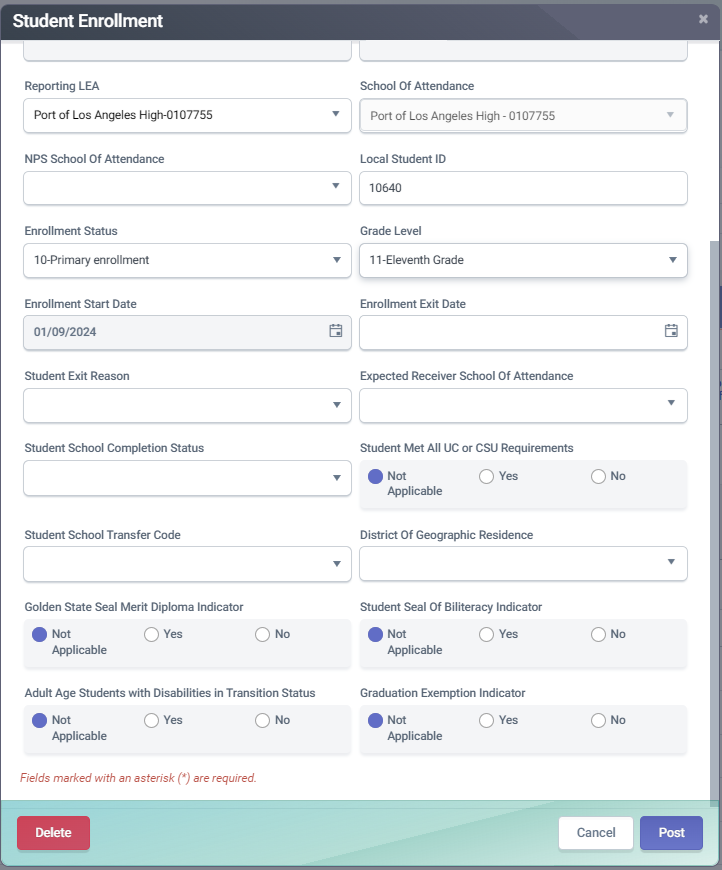 Student Enrollment
Reporting LEA
School Of Attendance
Port of Los Angeles High-0107755
Port of Los Angeles High - 0107755
NPS School Of Attendance
Local Student ID
10640
Enrollment Status
Grade Level
10-Primary enrollment
11-Eleventh Grade
Enrollment Start Date
Enrollment Exit Date
01/09/2024
Student Exit Reason
Expected Receiver School Of Attendance
Student School Completion Status
Student Met All UC or CSU Requirements
Not Applicable
Yes
No
Student School Transfer Code
District Of Geographic Residence
Golden State Seal Merit Diploma Indicator
Student Seal Of Biliteracy Indicator
Not Applicable
Yes
No
Not Applicable
Yes
No
Adult Age Students with Disabilities in Transition Status
Graduation Exemption Indicator
Not Applicable
Yes
No
Not Applicable
Yes
No
Fields marked with an asterisk (*) are required.
Delete
Cancel
Post